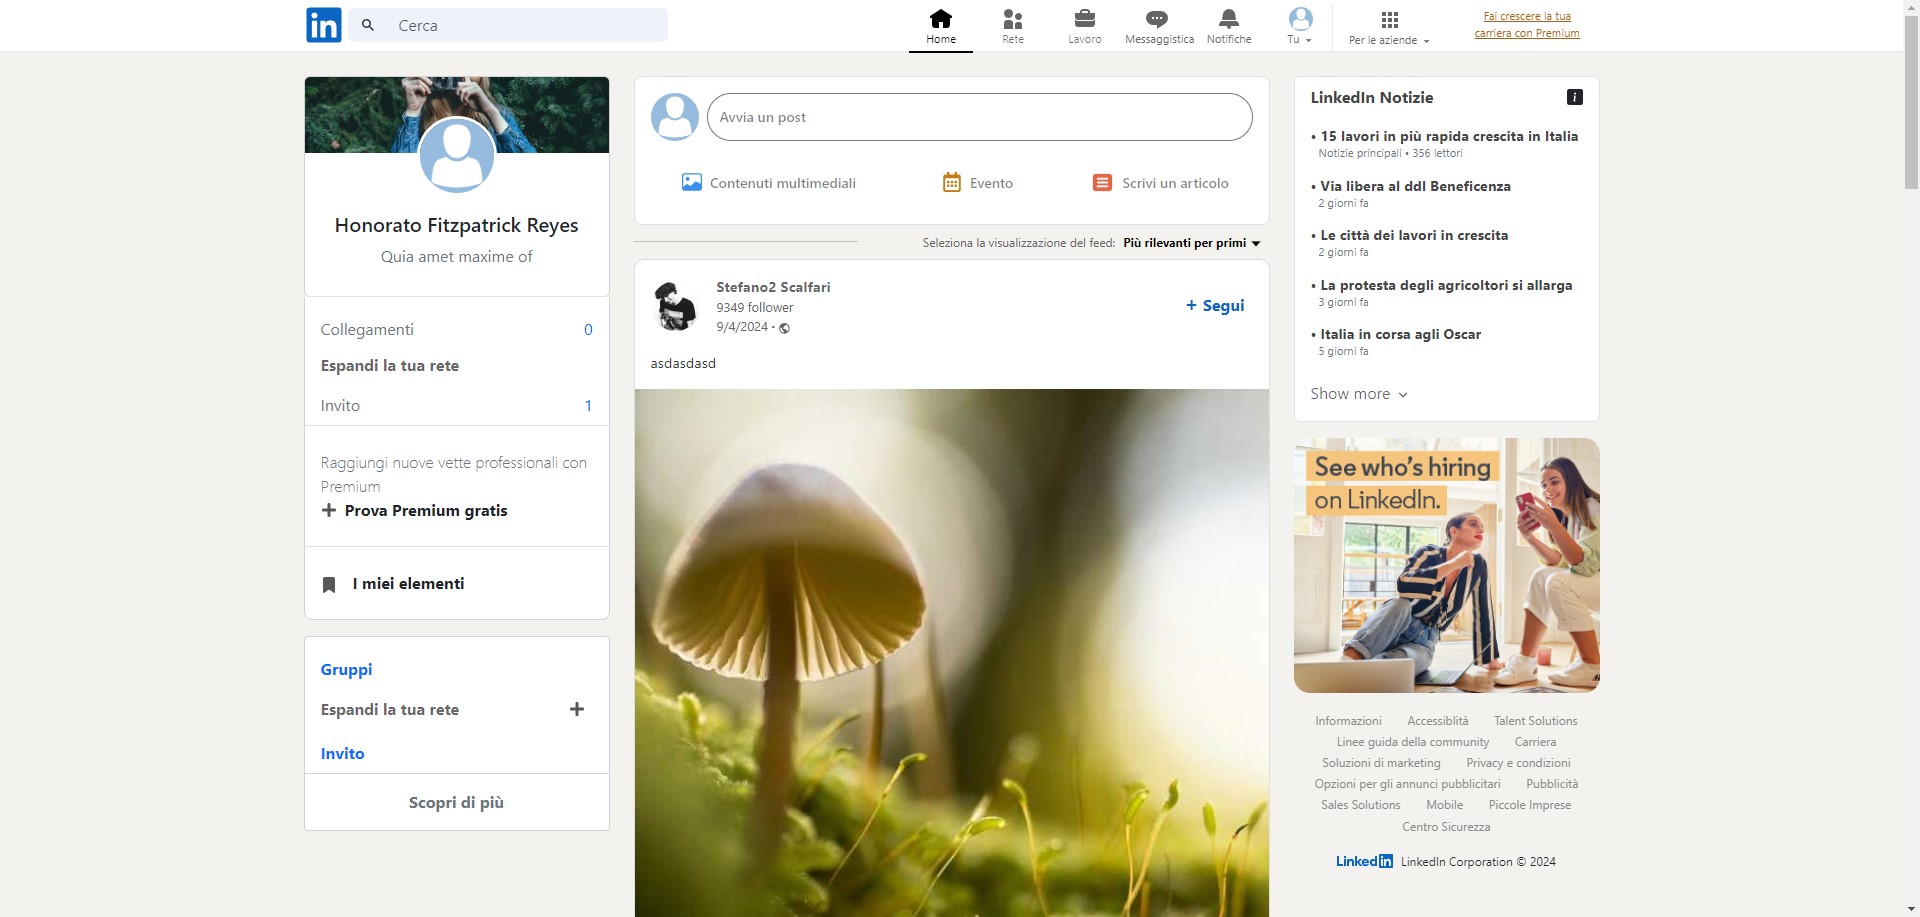 in
Cerca
Home
Rete
Lavoro
Messaggistica
Notifiche
Tu
Per le aziende
Fai crescere la tua
carriera con Premium
Honorato Fitzpatrick Reyes
Quia amet maxime of
Collegamenti 0
Espandi la tua rete
Invito 1
Raggiungi nuove vette professionali con
Premium
+ Prova Premium gratis
I miei elementi
Gruppi
Espandi la tua rete +
Invito
Scopri di più
Avvia un post
Contenuti multimediali
Evento
Scrivi un articolo
Seleziona la visualizzazione del feed: Più rilevanti per primi
Stefano2 Scalfari
9349 follower
9/4/2024 •
+ Segui
asdasdasd
LinkedIn Notizie i
• 15 lavori in più rapida crescita in Italia
Notizie principali • 356 lettori
• Via libera al ddl Beneficenza
2 giorni fa
• Le città dei lavori in crescita
2 giorni fa
• La protesta degli agricoltori si allarga
3 giorni fa
• Italia in corsa agli Oscar
5 giorni fa
Show more
See who's hiring
on LinkedIn.
Informazioni Accessiblità Talent Solutions
Linee guida della community Carriera
Soluzioni di marketing Privacy e condizioni
Opzioni per gli annunci pubblicitari Pubblicità
Sales Solutions Mobile Piccole Imprese
Centro Sicurezza
LinkedIn LinkedIn Corporation © 2024